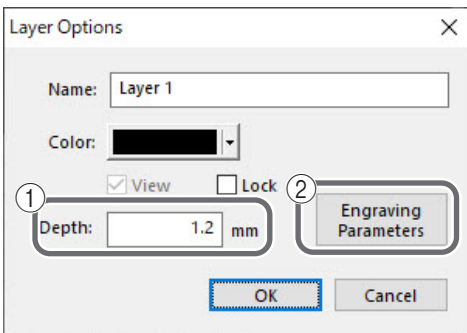 Layer Options
Name: Layer 1
Color:
View Lock
① ②
Depth: 1.2 mm
Engraving
Parameters
OK Cancel